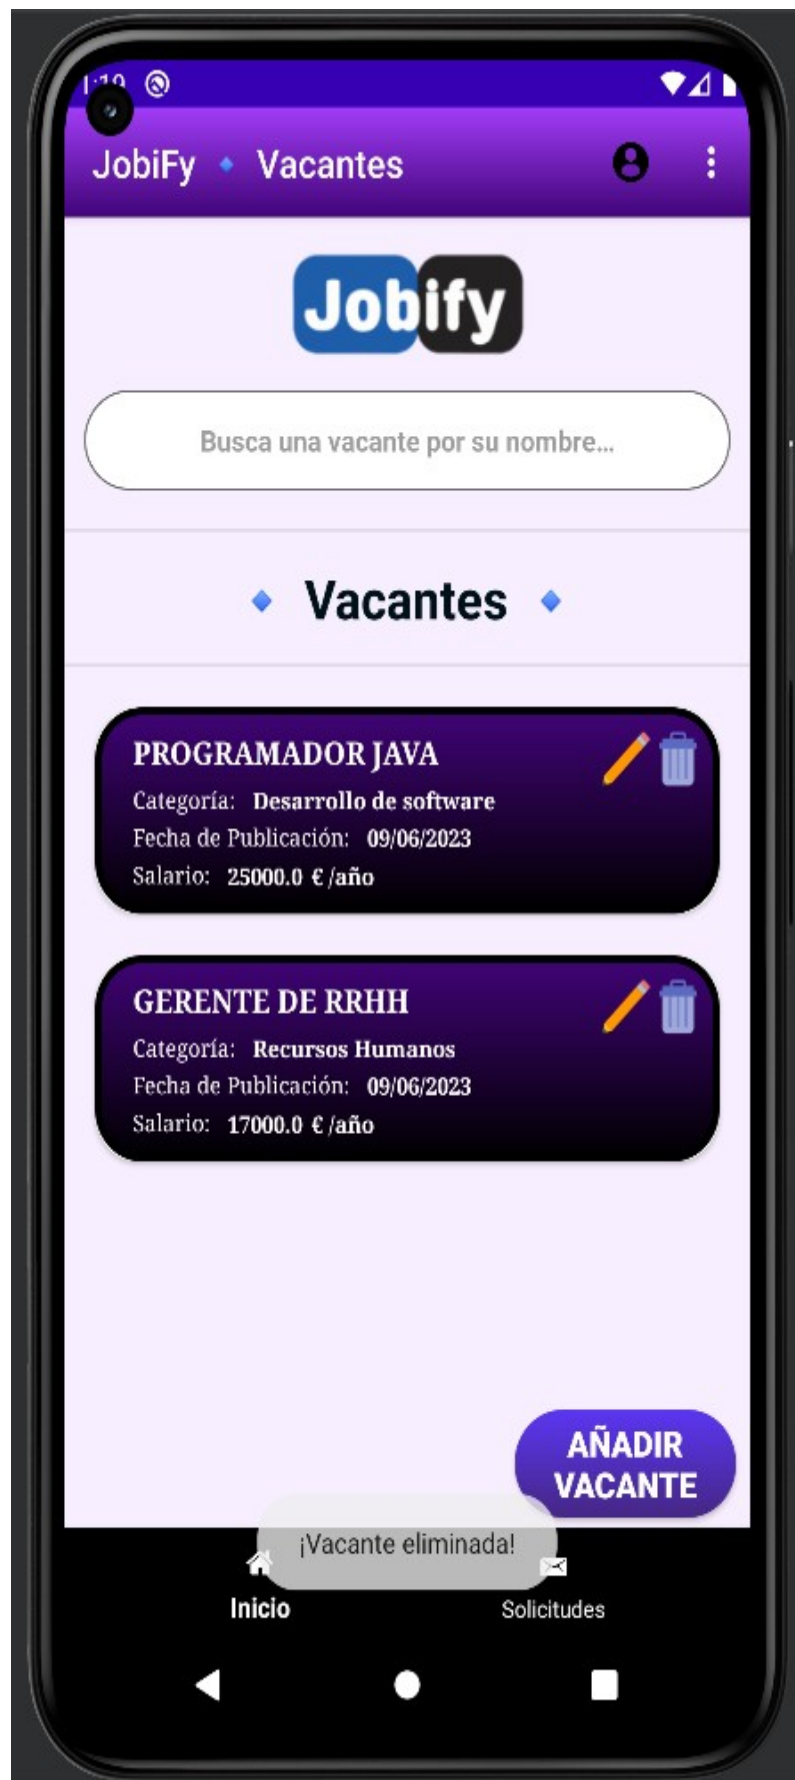 1:19
JobiFy 🔹 Vacantes
Jobify
Busca una vacante por su nombre...
🔹 Vacantes 🔹
PROGRAMADOR JAVA
Categoría: Desarrollo de software
Fecha de Publicación: 09/06/2023
Salario: 25000.0 €/año
GERENTE DE RRHH
Categoría: Recursos Humanos
Fecha de Publicación: 09/06/2023
Salario: 17000.0 €/año
AÑADIR
VACANTE
¡Vacante eliminada!
Inicio Solicitudes